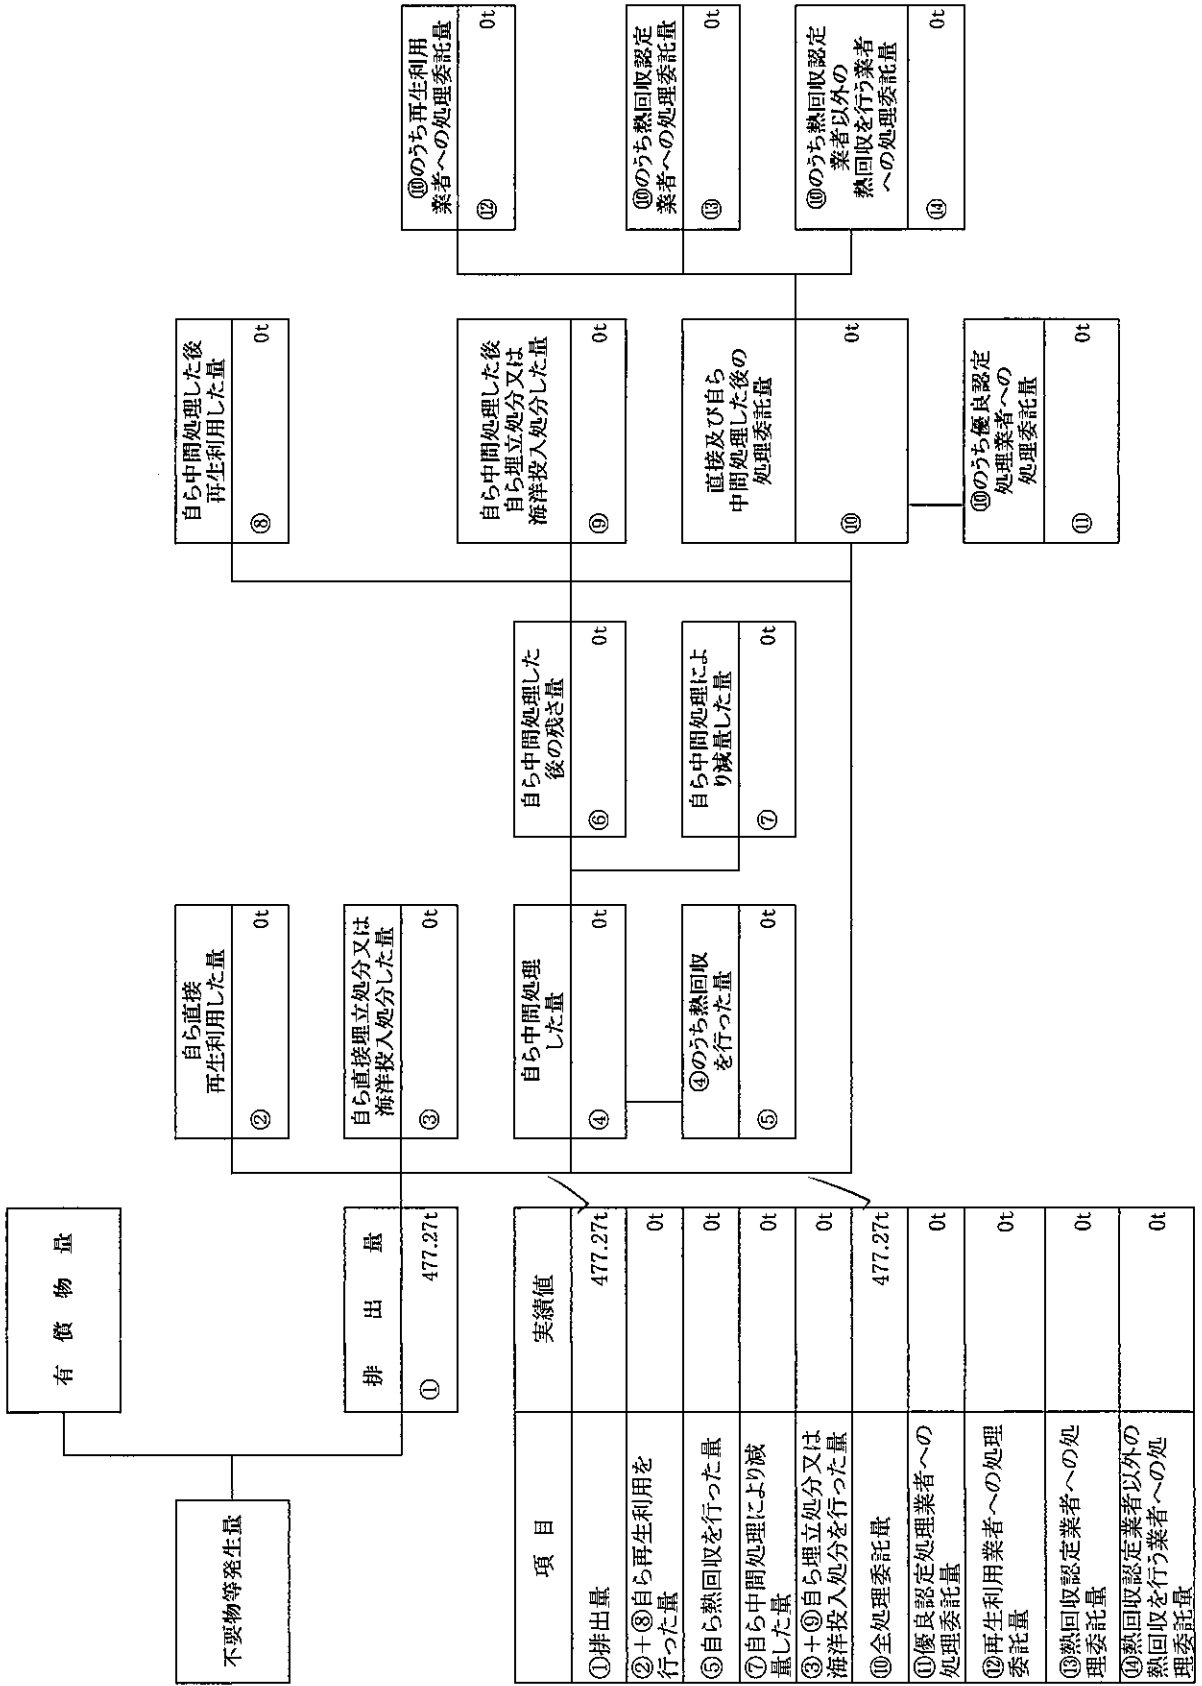 不要物等発生量
有 償 物 量
排 出 量
① 477.27t
自ら直接
再生利用した量
② 0t
自ら直接埋立処分又は
海洋投入処分した量
③ 0t
自ら中間処理
した量
④ 0t
④のうち熱回収
を行った量
⑤ 0t
自ら中間処理した
後の残さ量
⑥ 0t
自ら中間処理によ
り減量した量
⑦ 0t
自ら中間処理した後
再生利用した量
⑧ 0t
自ら中間処理した後
自ら埋立処分又は
海洋投入処分した量
⑨ 0t
直接及び自ら
中間処理した後の
処理委託量
⑩ 0t
⑩のうち優良認定
処理業者への
処理委託量
⑪ 0t
⑩のうち再生利用
業者への処理委託量
⑫ 0t
⑩のうち熱回収認定
業者への処理委託量
⑬ 0t
⑩のうち熱回収認定
業者以外の
熱回収を行う業者
への処理委託量
⑭ 0t
項 目 実績値
①排出量 477.27t
②+⑧自ら再生利用を
行った量 0t
⑤自ら熱回収を行った量 0t
⑦自ら中間処理により減
量した量 0t
③+⑨自ら埋立処分又は
海洋投入処分を行った量 0t
⑩全処理委託量 477.27t
⑪優良認定処理業者への
処理委託量 0t
⑫再生利用業者への処理
委託量 0t
⑬熱回収認定業者への処
理委託量 0t
⑭熱回収認定業者以外の
熱回収を行う業者への処
理委託量 0t